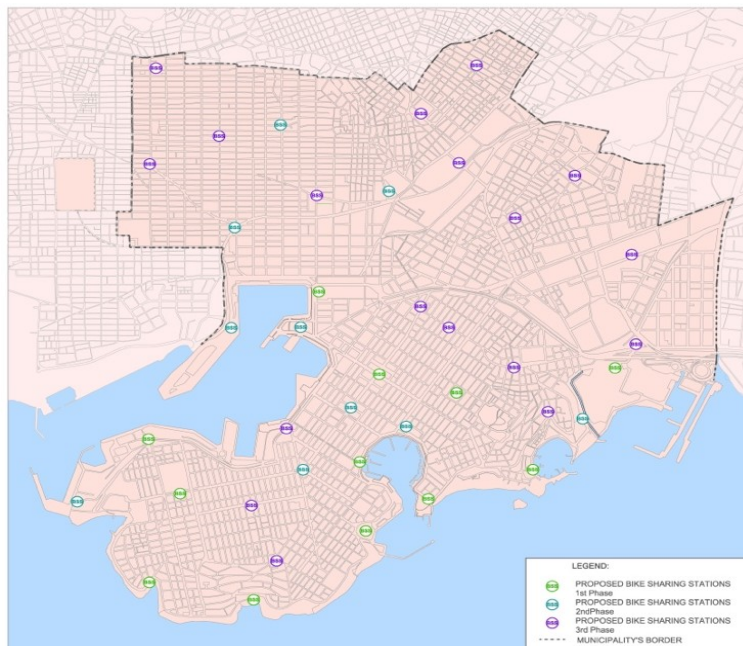 LEGEND:
PROPOSED BIKE SHARING STATIONS
1st Phase
PROPOSED BIKE SHARING STATIONS
2ndPhase
PROPOSED BIKE SHARING STATIONS
3rd Phase
MUNICIPALITY'S BORDER